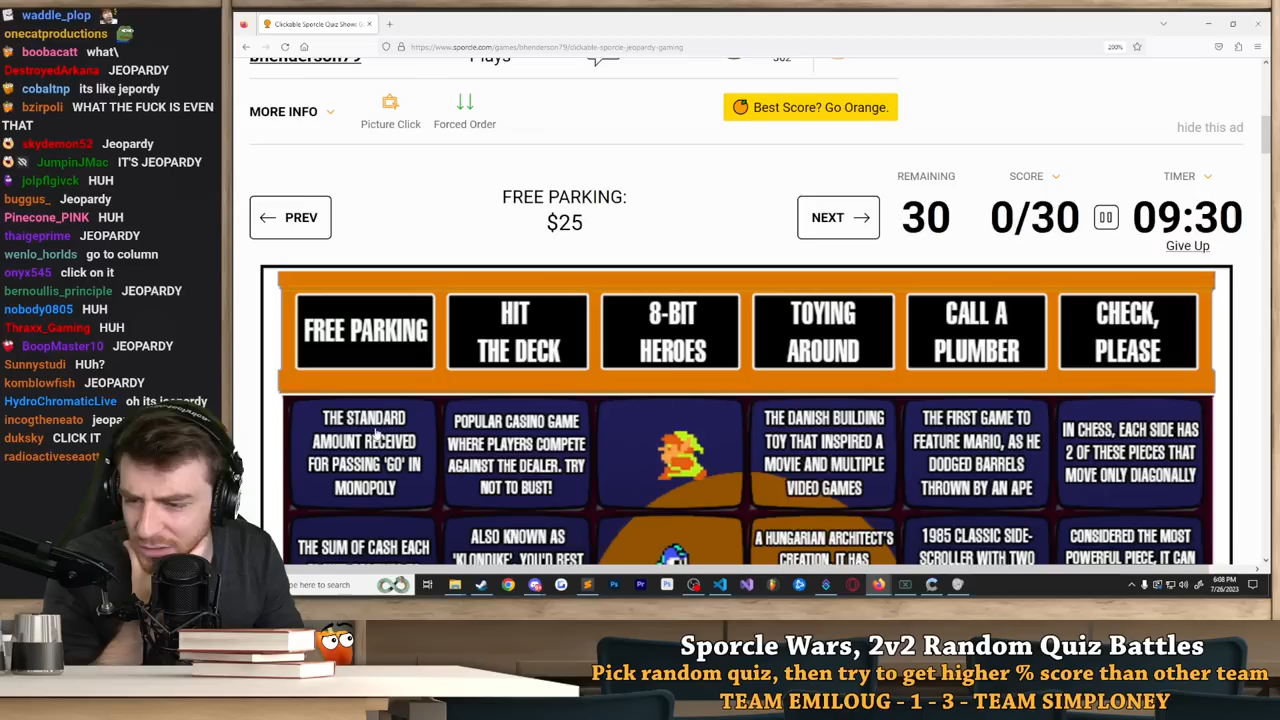 waddle_plop
onecatproductions
boobacatt what\
DestroyedArkana JEOPARDY
cobaltnp its like jepordy
bzirpoli WHAT THE FUCK IS EVEN
THAT
skydemon52 Jeopardy
JumpinJMac IT'S JEOPARDY
jolpflgivck HUH
buggus_ Jeopardy
Pinecone_PINK HUH
thaigeprime JEOPARDY
wenlo_horlds go to column
onyx545 click on it
bernoullis_principle JEOPARDY
nobody0805 HUH
Thraxx_Gaming HUH
BoopMaster10 JEOPARDY
Sunnystudi HUh?
komblowfish JEOPARDY
HydroChromaticLive oh its jeopardy
incogtheneato jeopa
duksky CLICK IT
radioactiveseaott
Clickable Sporcle Quiz Show: G
https://www.sporcle.com/games/bhenderson79/clickable-sporcle-jeopardy-gaming
200%
bhenderson79
Plays
302
MORE INFO
Picture Click
Forced Order
Best Score? Go Orange.
hide this ad
PREV
FREE PARKING:
$25
NEXT
REMAINING
30
SCORE
0/30
TIMER
09:30
Give Up
FREE PARKING
HIT
THE DECK
8-BIT
HEROES
TOYING
AROUND
CALL A
PLUMBER
CHECK,
PLEASE
THE STANDARD
AMOUNT RECEIVED
FOR PASSING 'GO' IN
MONOPOLY
POPULAR CASINO GAME
WHERE PLAYERS COMPETE
AGAINST THE DEALER. TRY
NOT TO BUST!
THE DANISH BUILDING
TOY THAT INSPIRED A
MOVIE AND MULTIPLE
VIDEO GAMES
THE FIRST GAME TO
FEATURE MARIO, AS HE
DODGED BARRELS
THROWN BY AN APE
IN CHESS, EACH SIDE HAS
2 OF THESE PIECES THAT
MOVE ONLY DIAGONALLY
THE SUM OF CASH EACH
ALSO KNOWN AS
'KLONDIKE', YOU'D BEST
A HUNGARIAN ARCHITECT'S
CREATION, IT HAS
1985 CLASSIC SIDE-
SCROLLER WITH TWO
CONSIDERED THE MOST
POWERFUL PIECE, IT CAN
pe here to search
6:08 PM
7/26/2023
Sporcle Wars, 2v2 Random Quiz Battles
Pick random quiz, then try to get higher % score than other team
TEAM EMILOUG - 1 - 3 - TEAM SIMPLONEY